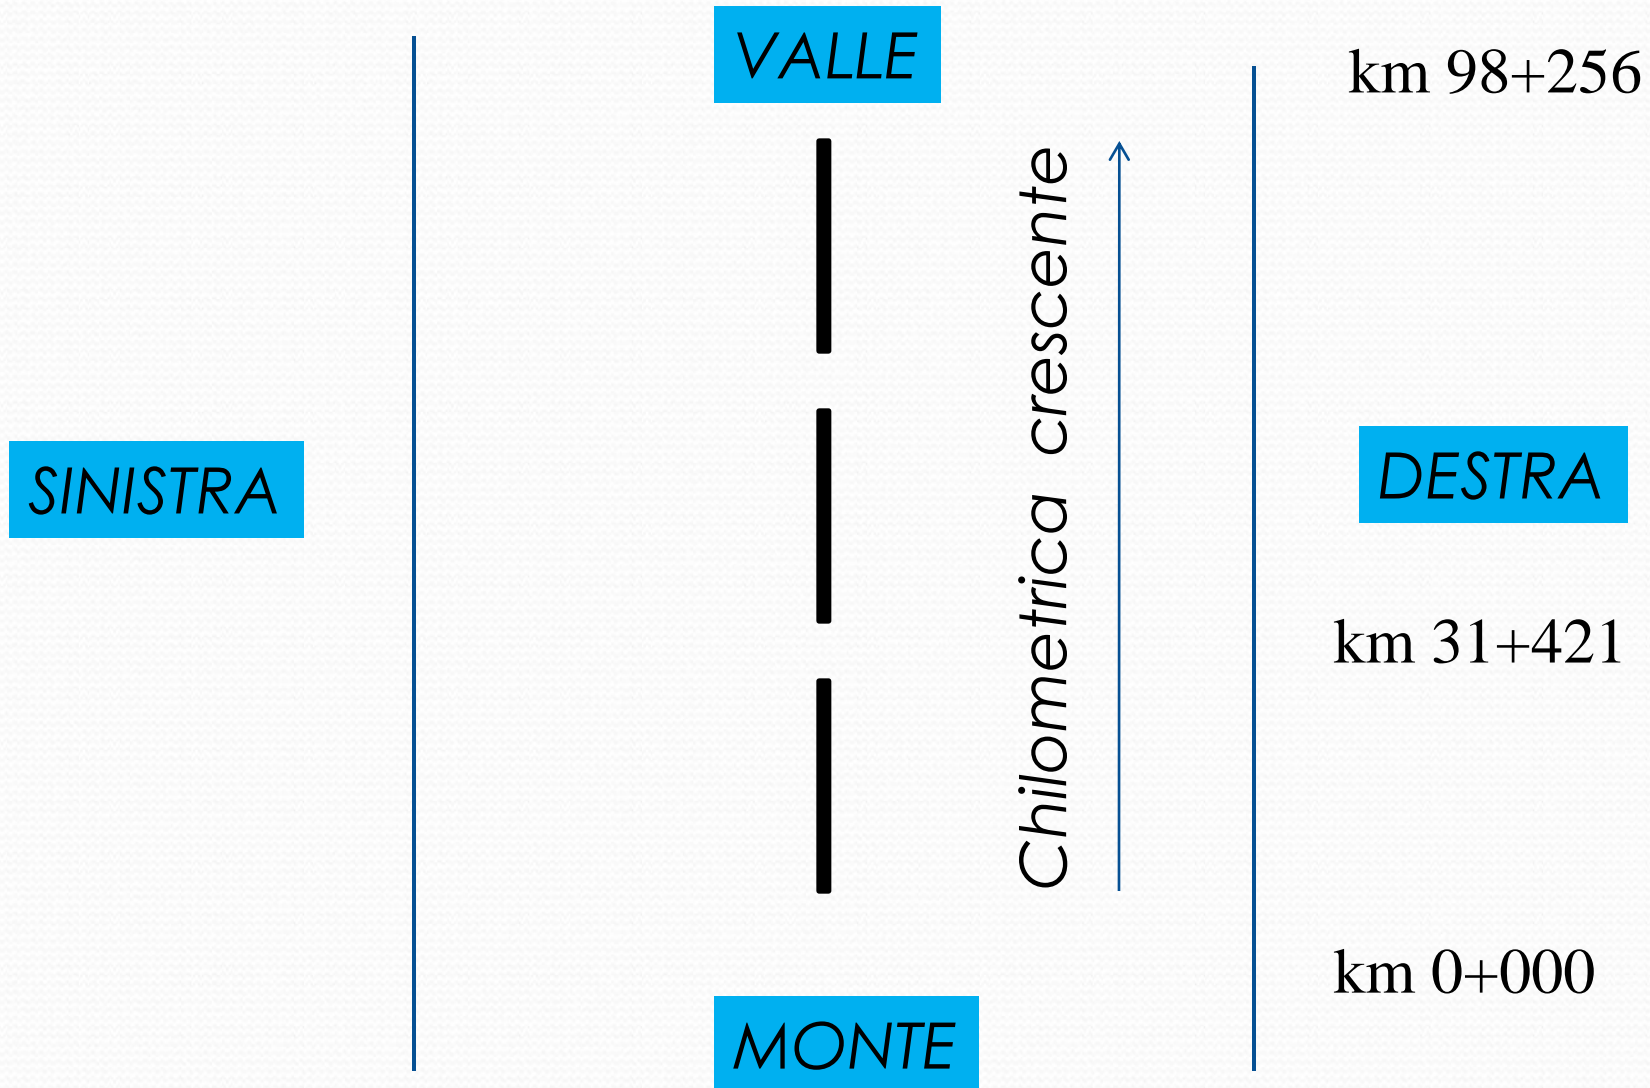 VALLE
km 98+256
Chilometrica crescente
SINISTRA
DESTRA
km 31+421
km 0+000
MONTE